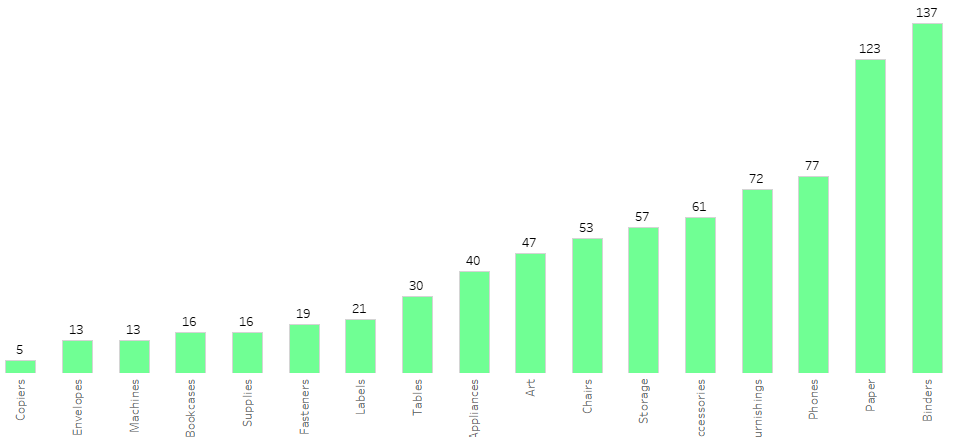 5
13
13
16
16
19
21
30
40
47
53
57
61
72
77
123
137
Copiers
Envelopes
Machines
Bookcases
Supplies
Fasteners
Labels
Tables
Appliances
Art
Chairs
Storage
ccessories
urnishings
Phones
Paper
Binders